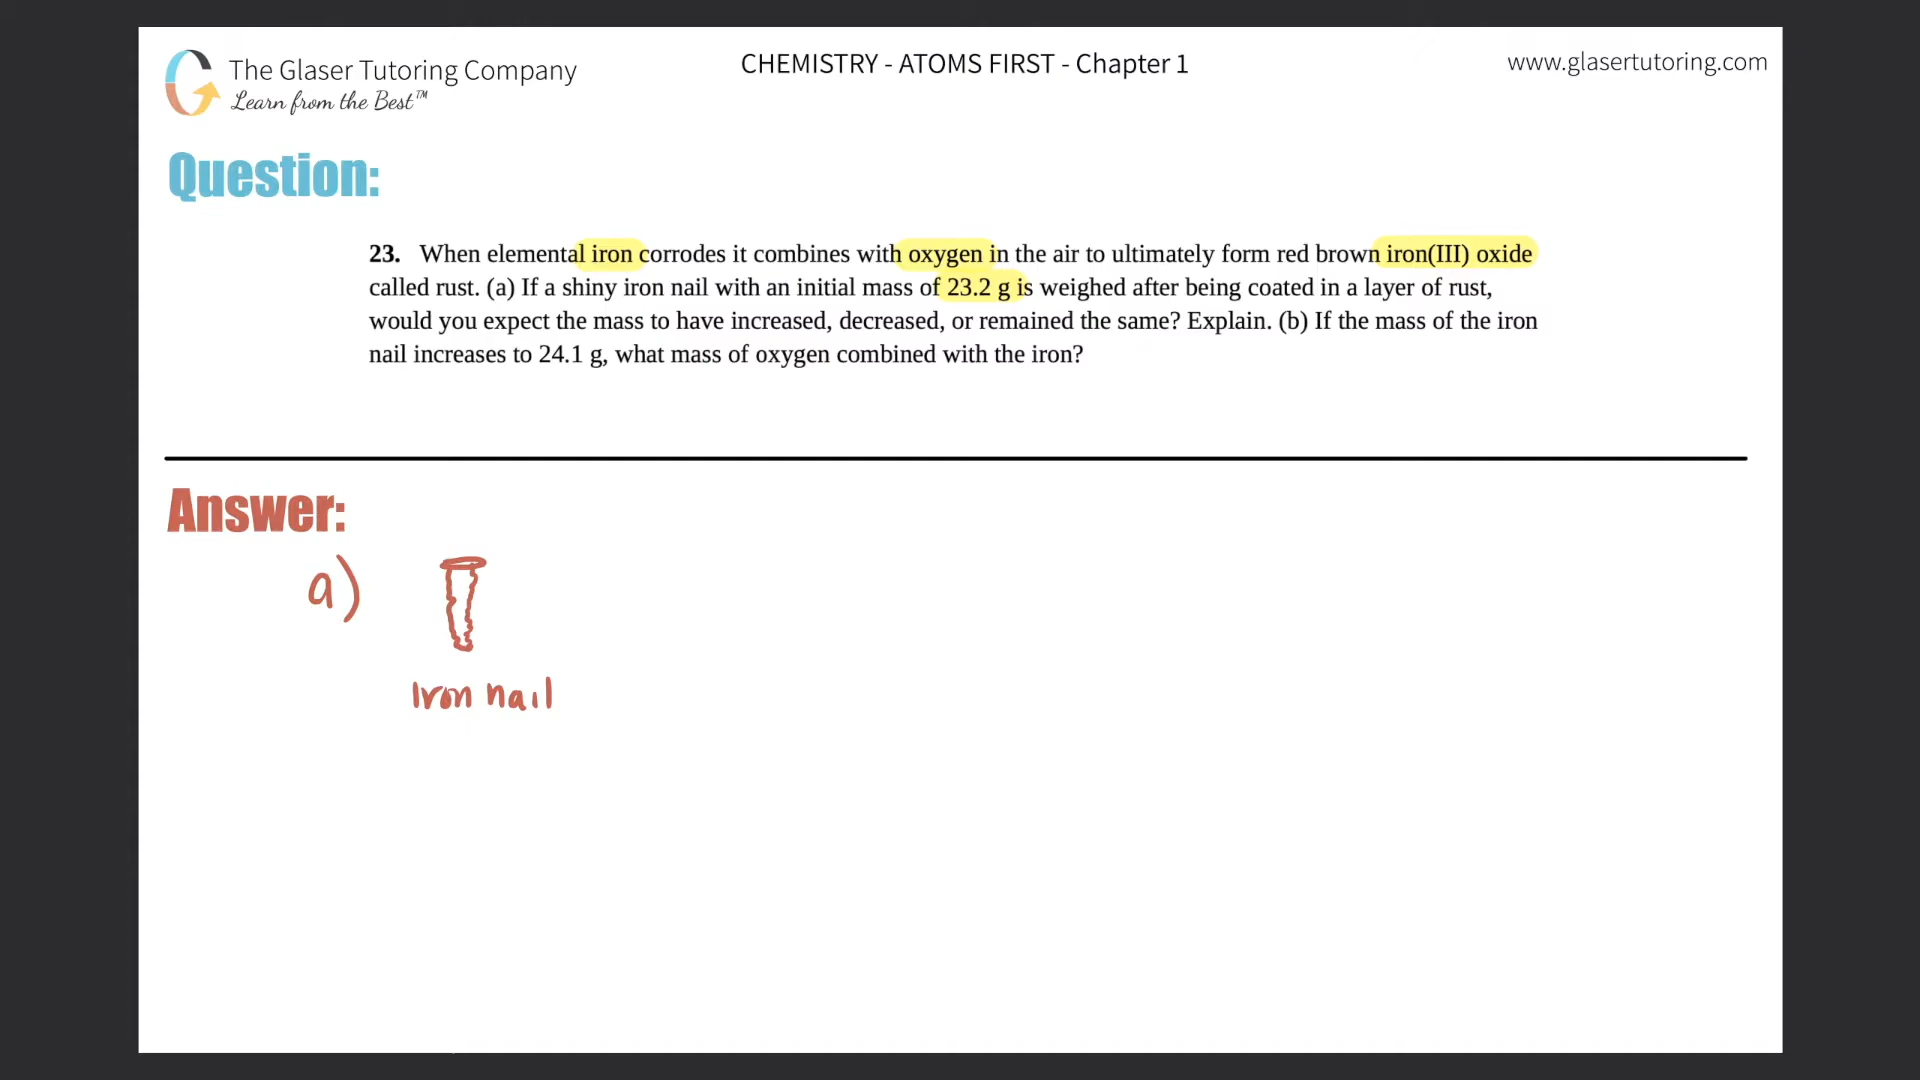 The Glaser Tutoring Company
Learn from the Best™
CHEMISTRY - ATOMS FIRST - Chapter 1
www.glasertutoring.com
Question:
23. When elemental iron corrodes it combines with oxygen in the air to ultimately form red brown iron(III) oxide
called rust. (a) If a shiny iron nail with an initial mass of 23.2 g is weighed after being coated in a layer of rust,
would you expect the mass to have increased, decreased, or remained the same? Explain. (b) If the mass of the iron
nail increases to 24.1 g, what mass of oxygen combined with the iron?
Answer:
a)
Iron nail